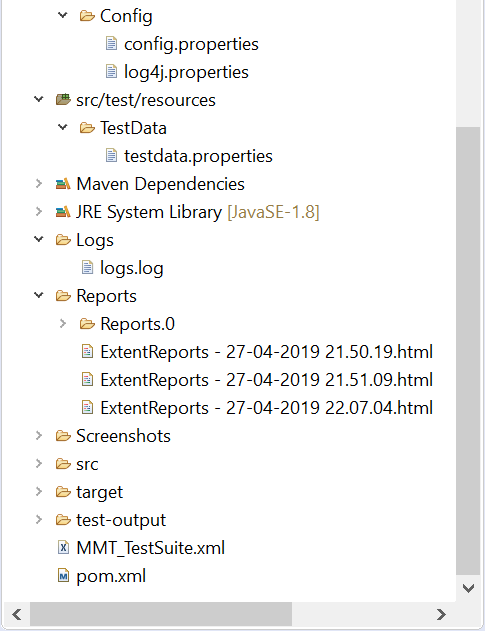 Config
config.properties
log4j.properties
src/test/resources
TestData
testdata.properties
Maven Dependencies
JRE System Library [JavaSE-1.8]
Logs
logs.log
Reports
Reports.0
ExtentReports - 27-04-2019 21.50.19.html
ExtentReports - 27-04-2019 21.51.09.html
ExtentReports - 27-04-2019 22.07.04.html
Screenshots
src
target
test-output
MMT_TestSuite.xml
pom.xml